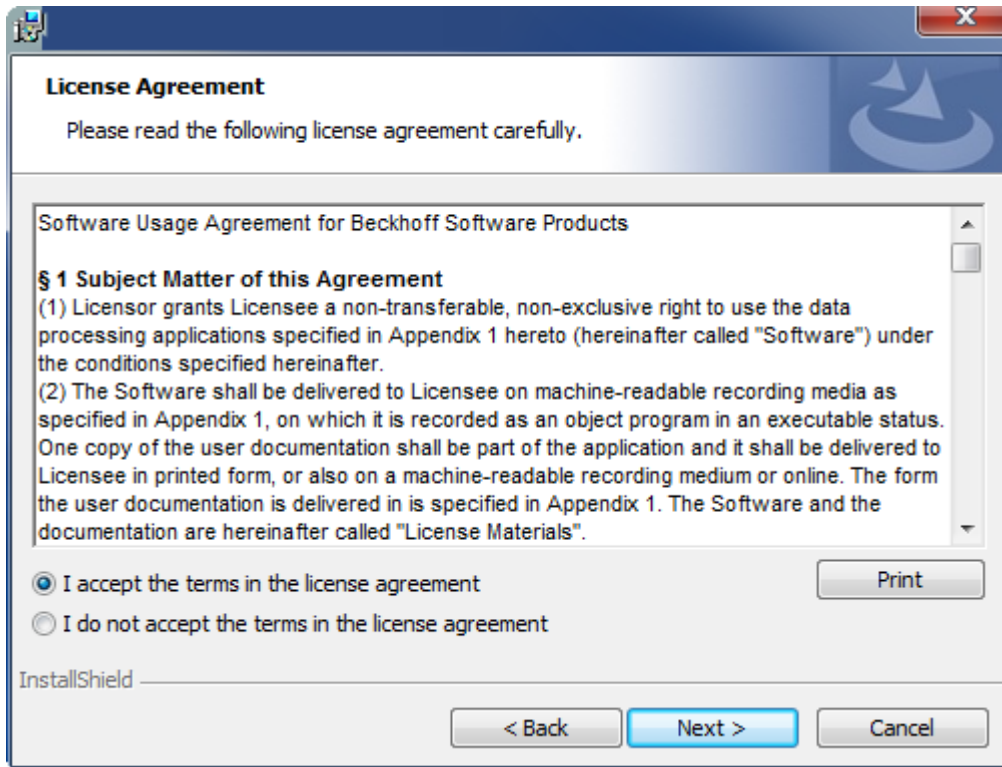 License Agreement
Please read the following license agreement carefully.
Software Usage Agreement for Beckhoff Software Products
§ 1 Subject Matter of this Agreement
(1) Licensor grants Licensee a non-transferable, non-exclusive right to use the data
processing applications specified in Appendix 1 hereto (hereinafter called "Software") under
the conditions specified hereinafter.
(2) The Software shall be delivered to Licensee on machine-readable recording media as
specified in Appendix 1, on which it is recorded as an object program in an executable status.
One copy of the user documentation shall be part of the application and it shall be delivered to
Licensee in printed form, or also on a machine-readable recording medium or online. The form
the user documentation is delivered in is specified in Appendix 1. The Software and the
documentation are hereinafter called "License Materials".
I accept the terms in the license agreement
Print
I do not accept the terms in the license agreement
InstallShield
< Back
Next >
Cancel